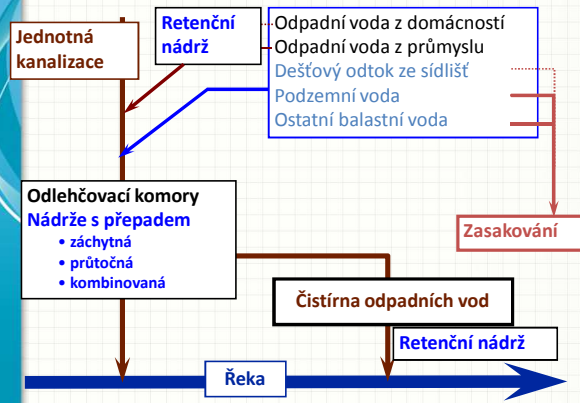 Jednotná
kanalizace
Retenční
nádrž
Odpadní voda z domácností
Odpadní voda z průmyslu
Dešťový odtok ze sídlišť
Podzemní voda
Ostatní balastní voda
Zasakování
Odlehčovací komory
Nádrže s přepadem
• záchytná
• průtočná
• kombinovaná
Čistírna odpadních vod
Retenční nádrž
Řeka